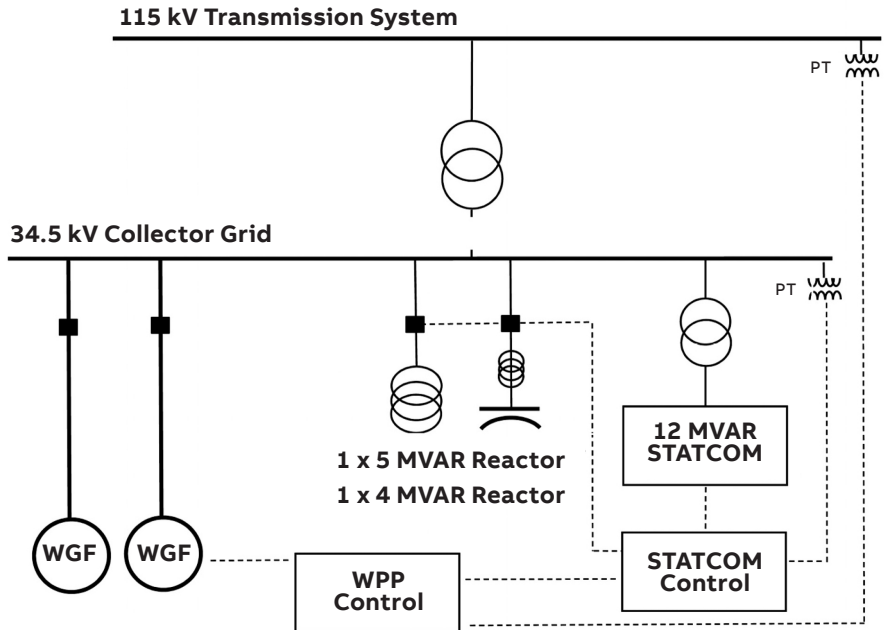 115 kV Transmission System
PT
34.5 kV Collector Grid
PT
1 x 5 MVAR Reactor
1 x 4 MVAR Reactor
12 MVAR
STATCOM
WGF
WGF
WPP
Control
STATCOM
Control